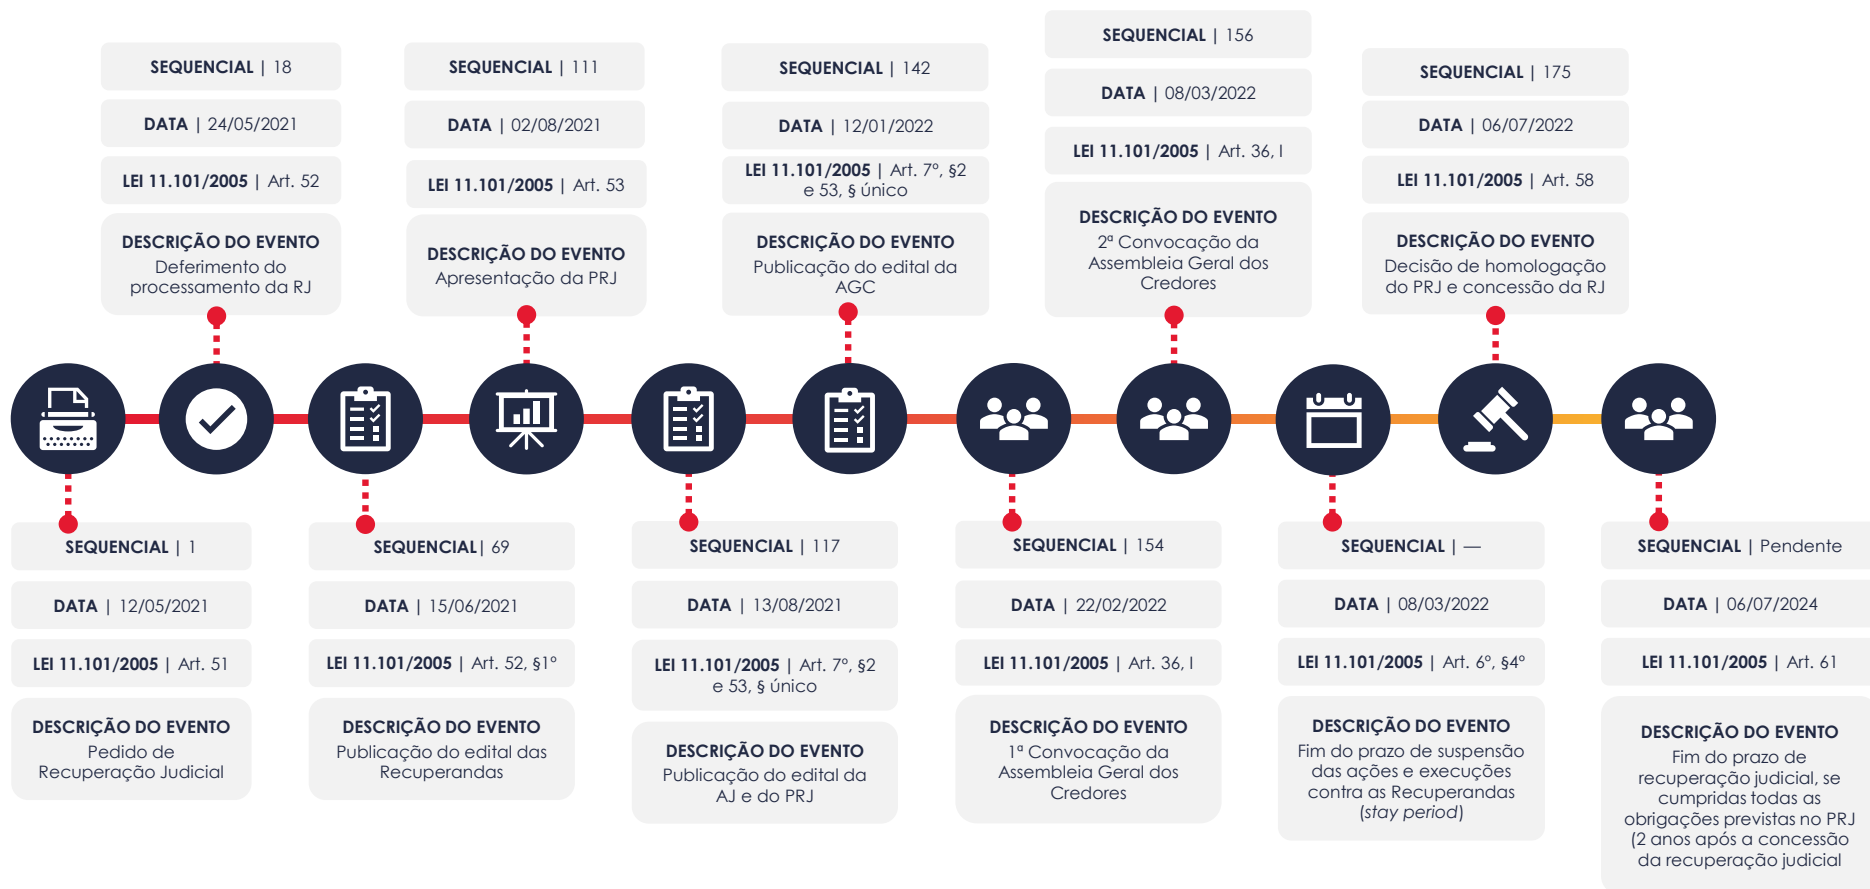 SEQUENCIAL | 18
DATA | 24/05/2021
LEI 11.101/2005 | Art. 52
DESCRIÇÃO DO EVENTO
Deferimento do
processamento da RJ
SEQUENCIAL | 111
DATA | 02/08/2021
LEI 11.101/2005 | Art. 53
DESCRIÇÃO DO EVENTO
Apresentação da PRJ
SEQUENCIAL | 142
DATA | 12/01/2022
LEI 11.101/2005 | Art. 7º, §2
e 53, § único
DESCRIÇÃO DO EVENTO
Publicação do edital da
AGC
SEQUENCIAL | 156
DATA | 08/03/2022
LEI 11.101/2005 | Art. 36, I
DESCRIÇÃO DO EVENTO
2ª Convocação da
Assembleia Geral dos
Credores
SEQUENCIAL | 175
DATA | 06/07/2022
LEI 11.101/2005 | Art. 58
DESCRIÇÃO DO EVENTO
Decisão de homologação
do PRJ e concessão da RJ
SEQUENCIAL | 1
DATA | 12/05/2021
LEI 11.101/2005 | Art. 51
DESCRIÇÃO DO EVENTO
Pedido de
Recuperação Judicial
SEQUENCIAL| 69
DATA | 15/06/2021
LEI 11.101/2005 | Art. 52, §1º
DESCRIÇÃO DO EVENTO
Publicação do edital das
Recuperandas
SEQUENCIAL | 117
DATA | 13/08/2021
LEI 11.101/2005 | Art. 7º, §2
e 53, § único
DESCRIÇÃO DO EVENTO
Publicação do edital da
AJ e do PRJ
SEQUENCIAL | 154
DATA | 22/02/2022
LEI 11.101/2005 | Art. 36, I
DESCRIÇÃO DO EVENTO
1ª Convocação da
Assembleia Geral dos
Credores
SEQUENCIAL | —
DATA | 08/03/2022
LEI 11.101/2005 | Art. 6º, §4º
DESCRIÇÃO DO EVENTO
Fim do prazo de suspensão
das ações e execuções
contra as Recuperandas
(stay period)
SEQUENCIAL | Pendente
DATA | 06/07/2024
LEI 11.101/2005 | Art. 61
DESCRIÇÃO DO EVENTO
Fim do prazo de
recuperação judicial, se
cumpridas todas as
obrigações previstas no PRJ
(2 anos após a concessão
da recuperação judicial